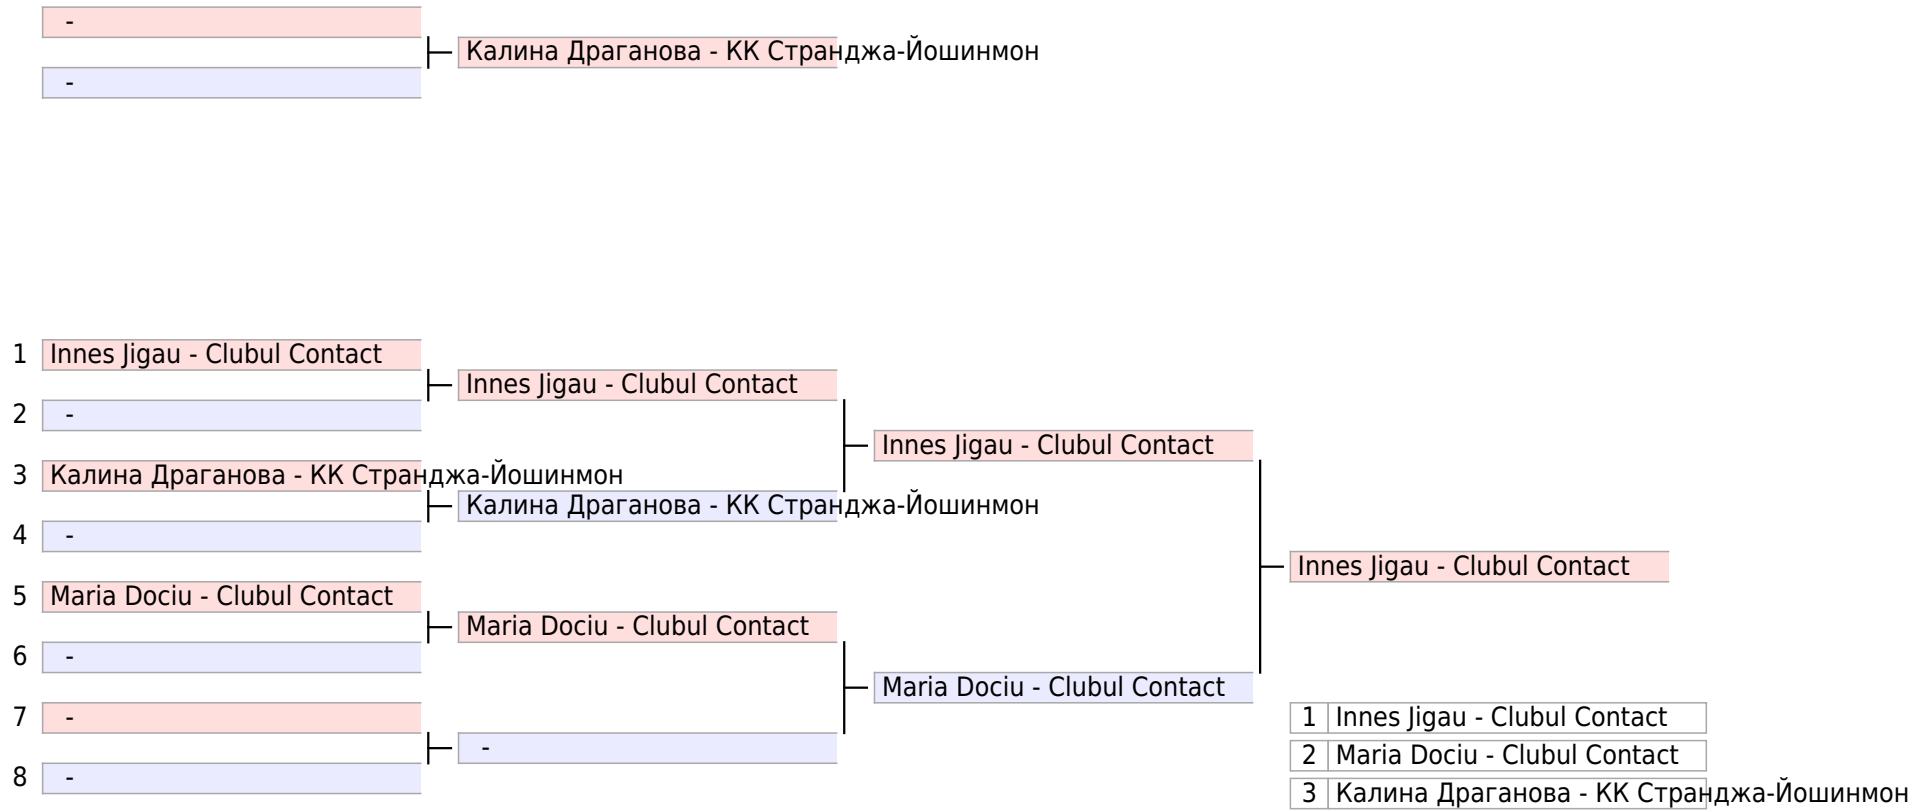 -
Калина Драганова - КК Странджа-Йошинмон
-
1 Innes Jigau - Clubul Contact
Innes Jigau - Clubul Contact
2 -
Innes Jigau - Clubul Contact
3 Калина Драганова - КК Странджа-Йошинмон
Калина Драганова - КК Странджа-Йошинмон
4 -
Innes Jigau - Clubul Contact
5 Maria Dociu - Clubul Contact
Maria Dociu - Clubul Contact
6 -
Maria Dociu - Clubul Contact
7 -
-
8 -
1 Innes Jigau - Clubul Contact
2 Maria Dociu - Clubul Contact
3 Калина Драганова - КК Странджа-Йошинмон